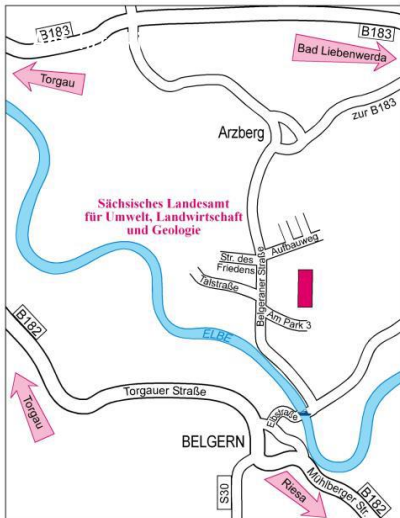 B183
Torgau
Bad Liebenwerda
B183
Arzberg
zur B183
Sächsisches Landesamt
für Umwelt, Landwirtschaft
und Geologie
Aufbauweg
Str. des
Friedens
Talstraße
Belgeraner Straße
Am Park 3
B182
ELBE
Torgau
Torgauer Straße
Elbstraße
BELGERN
S30
Riesa
Mühlberger Str.
B182